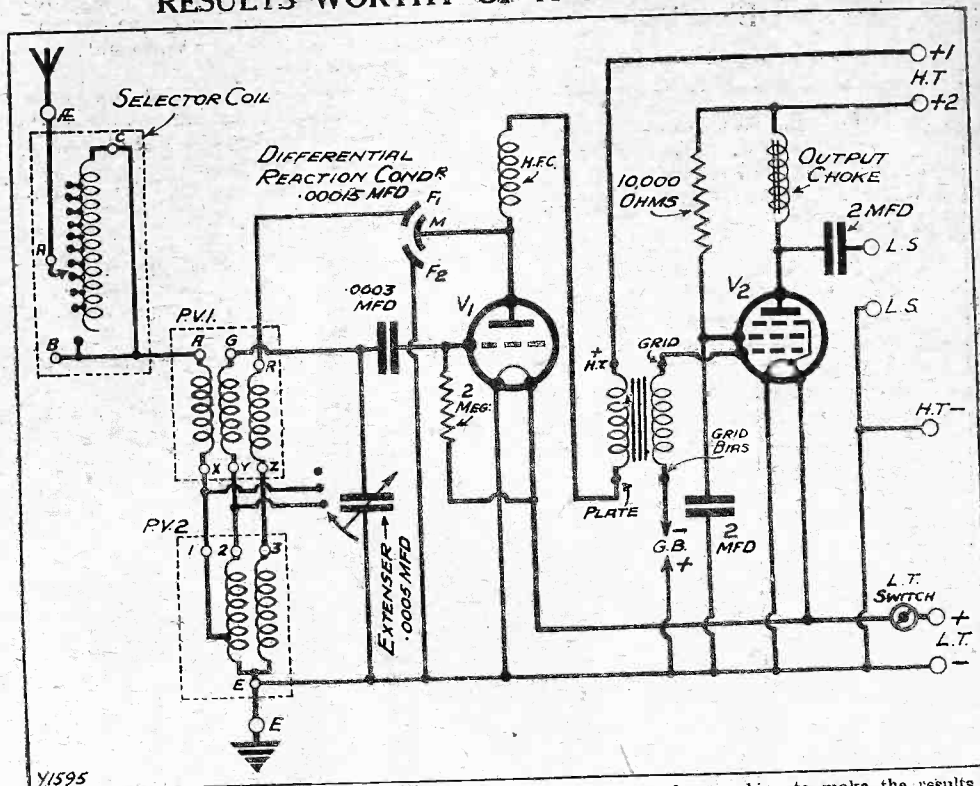 RESULTS WORTHY OF
Æ
SELECTOR COIL
C
A
B
DIFFERENTIAL
REACTION CONDR
.00015 MFD
F1
M
F2
H.F.C.
+1
H.T
+2
10,000
OHMS
OUTPUT
CHOKE
2 MFD
L.S
L.S.
.0003
MFD
V1
V2
P.V.1.
A
G
R
X
Y
Z
2
MEG.
+
H.T.
GRID
GRID
BIAS
PLATE
-
G.B.
+
2
MFD
H.T-
P.V.2
1
2
3
E
EXTENSER
.0005 MFD
L.T.
SWITCH
+
L.T.
-
E
Y1595
to make the results